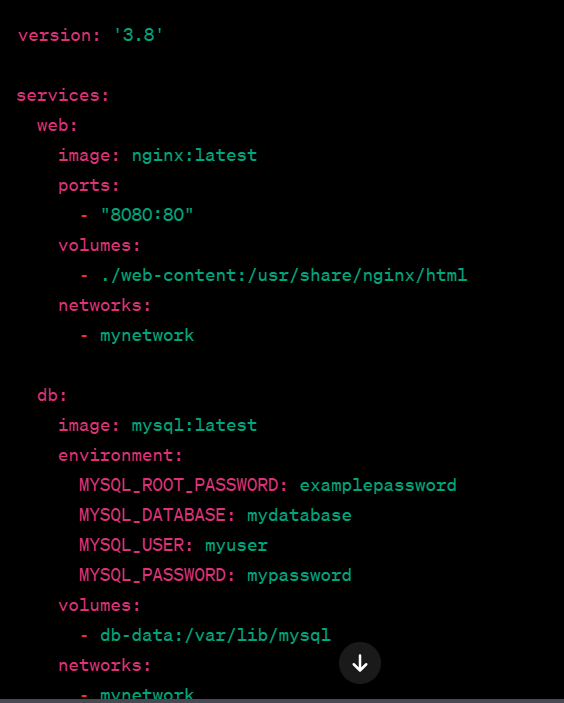 version: '3.8'

services:
  web:
    image: nginx:latest
    ports:
      - "8080:80"
    volumes:
      - ./web-content:/usr/share/nginx/html
    networks:
      - mynetwork

  db:
    image: mysql:latest
    environment:
      MYSQL_ROOT_PASSWORD: examplepassword
      MYSQL_DATABASE: mydatabase
      MYSQL_USER: myuser
      MYSQL_PASSWORD: mypassword
    volumes:
      - db-data:/var/lib/mysql
    networks:
      - mynetwork